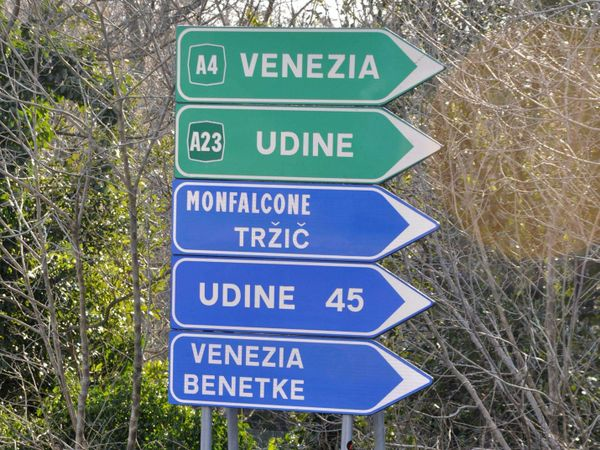 A4 VENEZIA
A23 UDINE
MONFALCONE
TRŽIČ
UDINE 45
VENEZIA
BENETKE